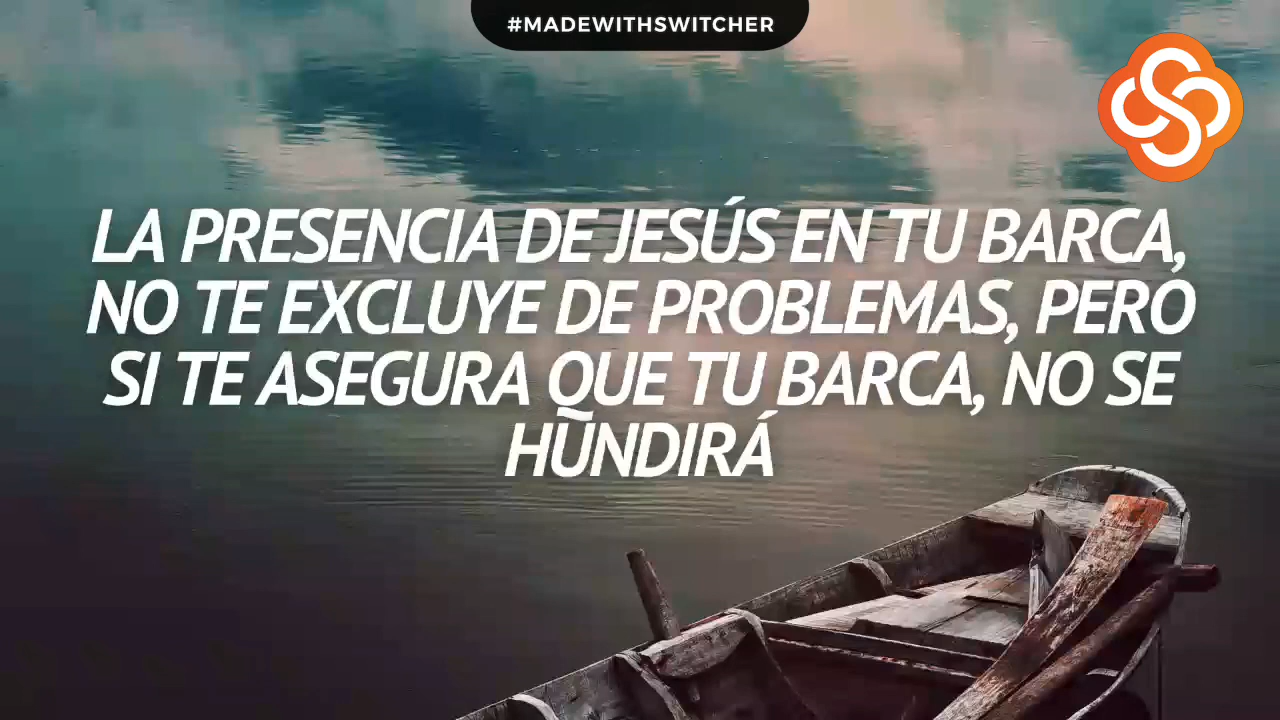 #MADEWITHSWITCHER
LA PRESENCIA DE JESÚS EN TU BARCA,
NO TE EXCLUYE DE PROBLEMAS, PERO
SI TE ASEGURA QUE TU BARCA, NO SE
HUNDIRÁ